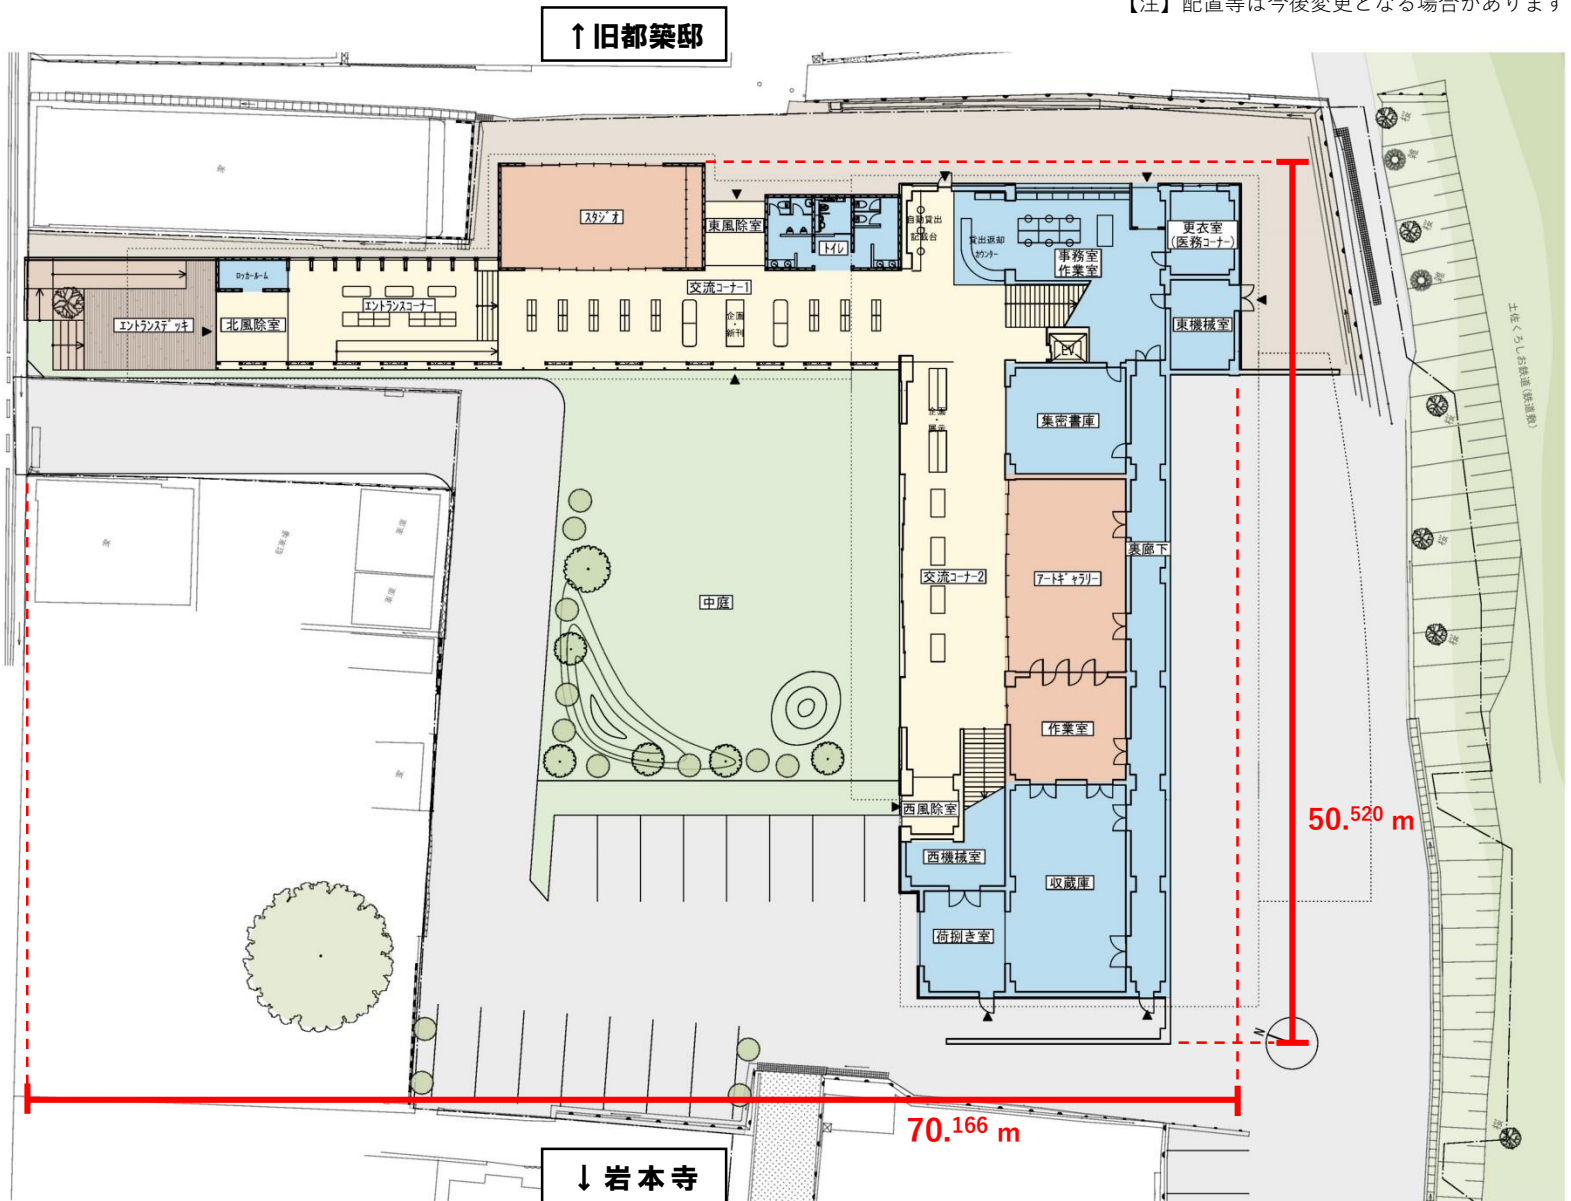 【注】配置等は今後変更となる場合があります
↑旧都築邸
スタジオ
東風除室
トイレ
自動貸出
記載台
貸出返却
カウンター
事務室
作業室
更衣室
(医務コーナー)
ロッカールーム
エントランスデッキ
北風除室
エントランスコーナー
交流コーナー1
企画
・
新刊
EV
東機械室
土佐くろしお鉄道(鉄道敷)
集密書庫
企画
・
展示
裏廊下
アートギャラリー
交流コーナー2
中庭
駐車場
作業室
西風除室
西機械室
収蔵庫
荷捌き室
50.520 m
N
70.166 m
↓岩本寺